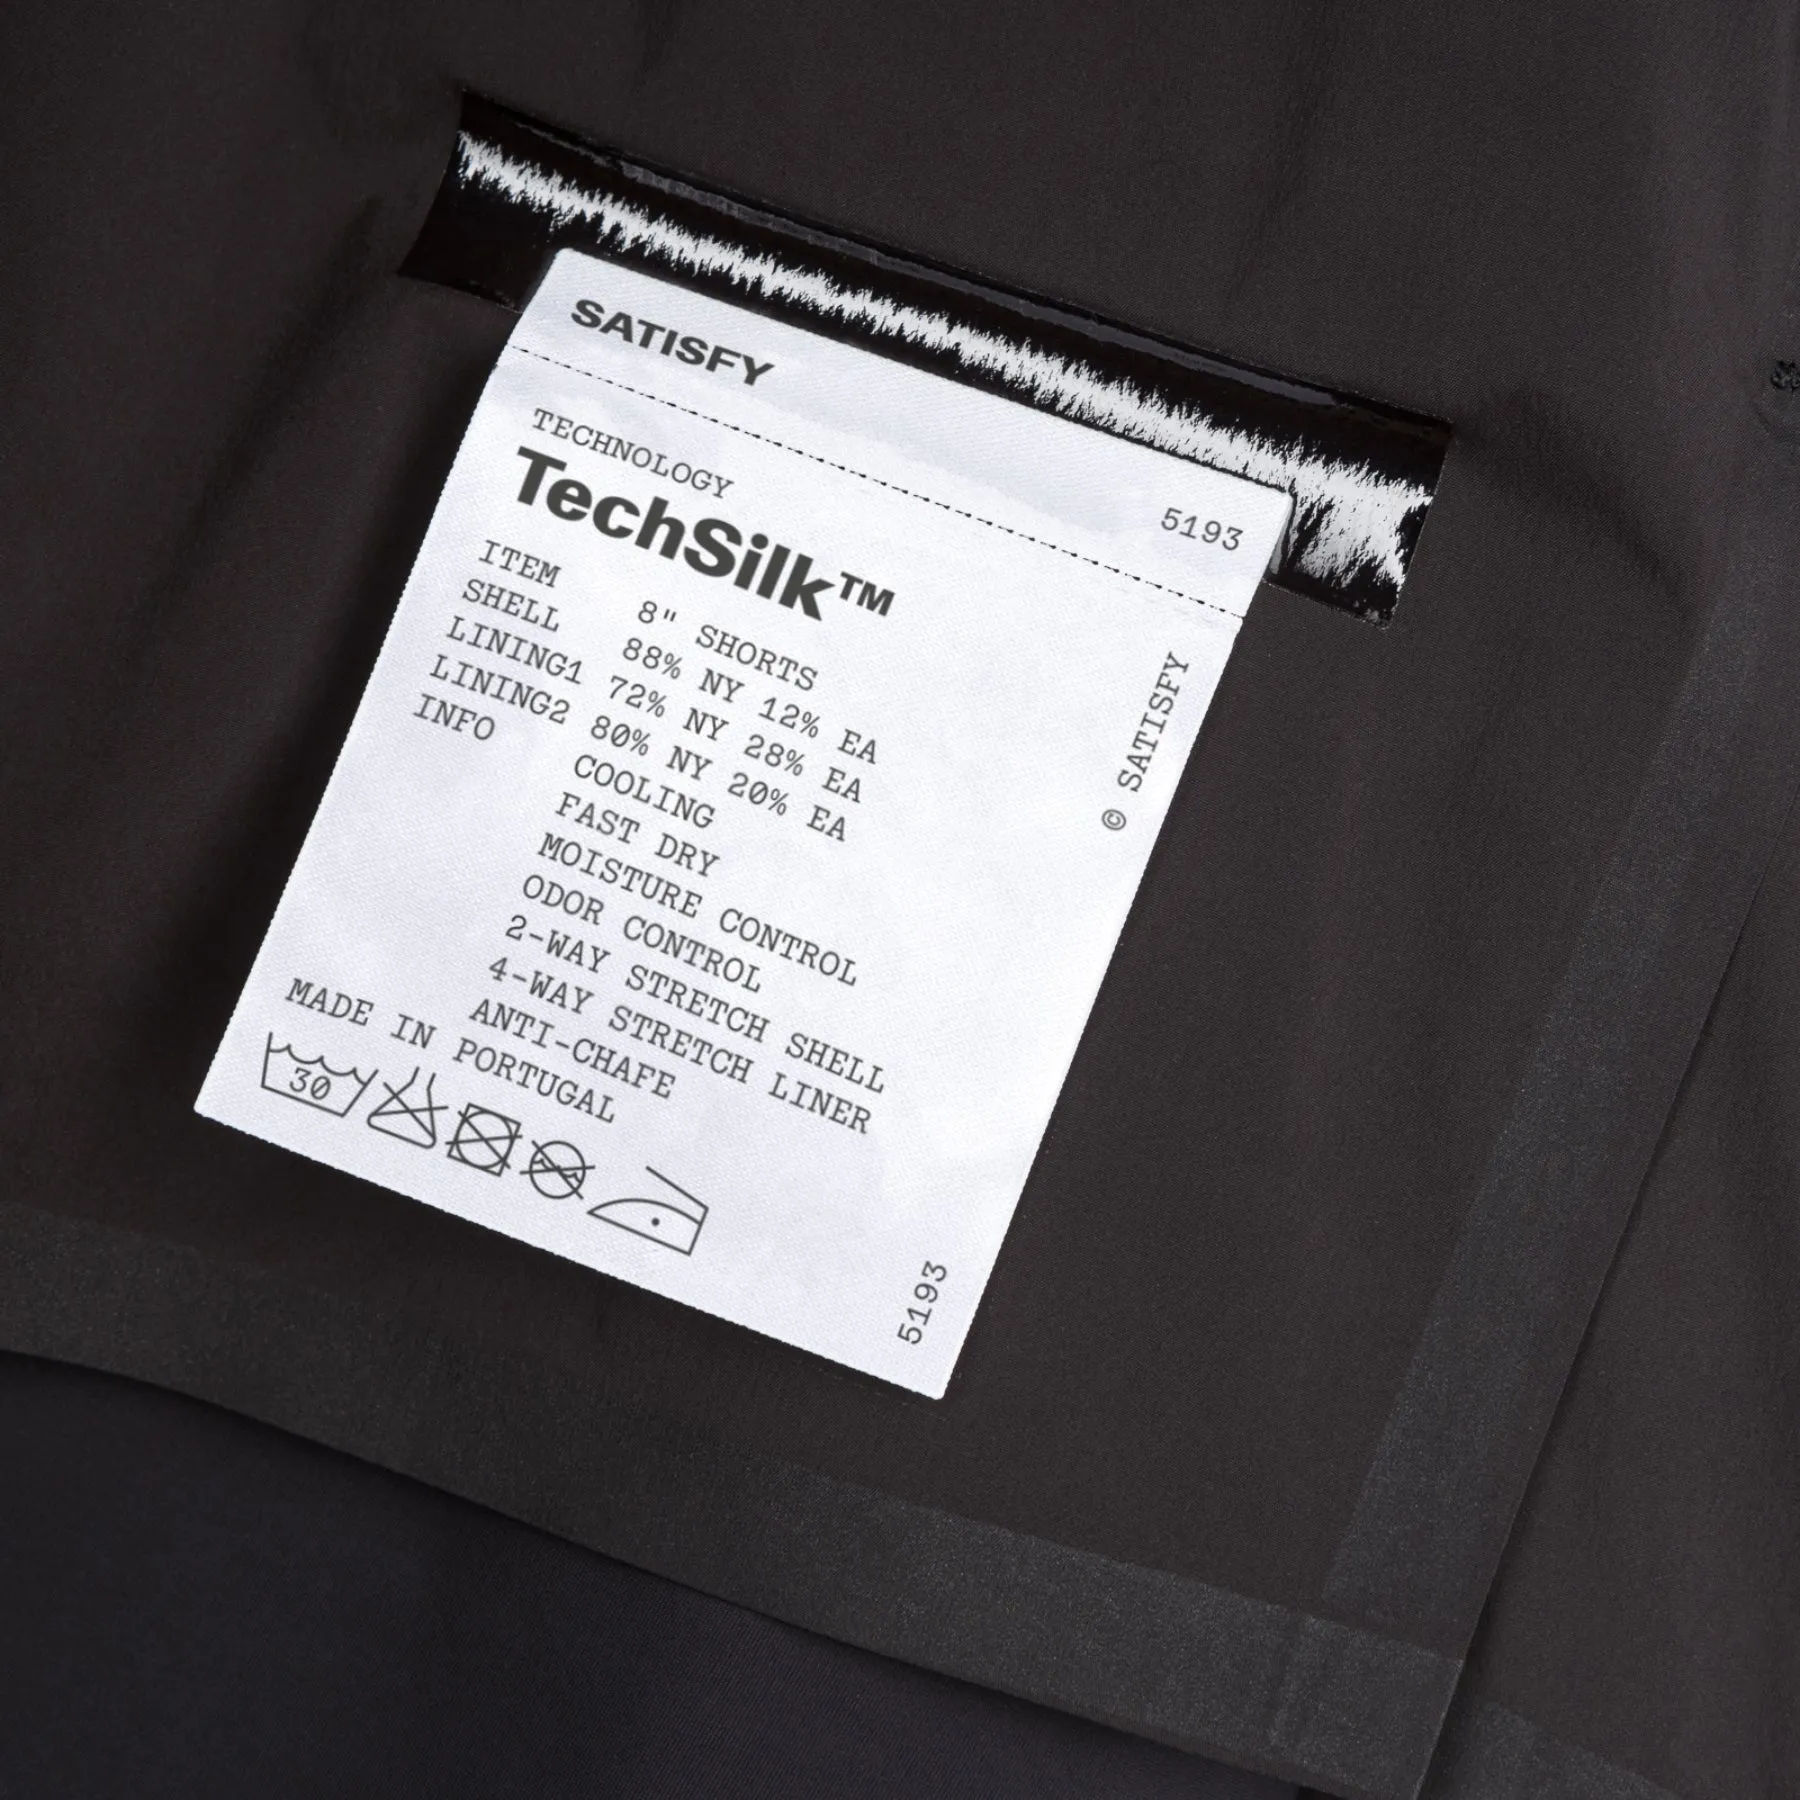 SATISFY
5193
TECHNOLOGY
TechSilk™
ITEM 8" SHORTS
SHELL 88% NY 12% EA
LINING1 72% NY 28% EA
LINING2 80% NY 20% EA
INFO COOLING
FAST DRY
MOISTURE CONTROL
ODOR CONTROL
2-WAY STRETCH SHELL
4-WAY STRETCH LINER
ANTI-CHAFE
MADE IN PORTUGAL
30
© SATISFY
5193